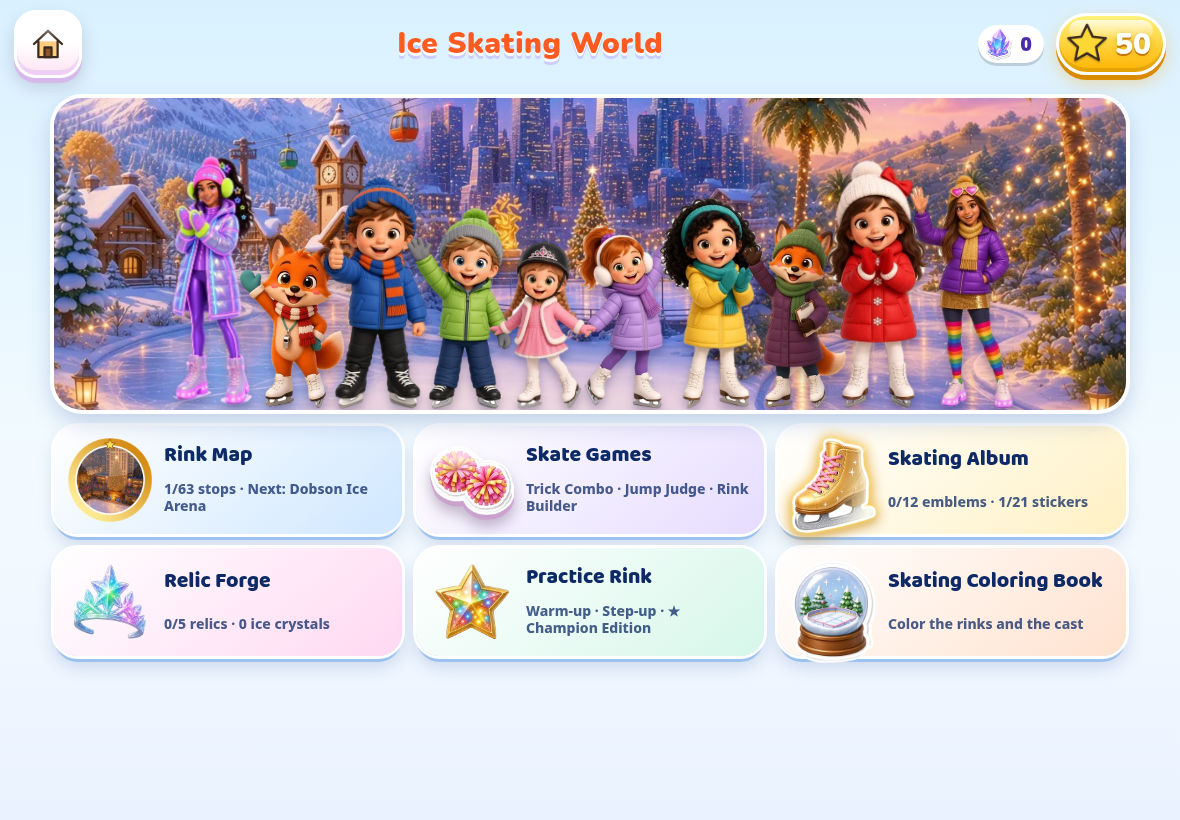 Ice Skating World
0
50
Rink Map
1/63 stops · Next: Dobson Ice
Arena
Skate Games
Trick Combo · Jump Judge · Rink
Builder
Skating Album
0/12 emblems · 1/21 stickers
Relic Forge
0/5 relics · 0 ice crystals
Practice Rink
Warm-up · Step-up · ★
Champion Edition
Skating Coloring Book
Color the rinks and the cast